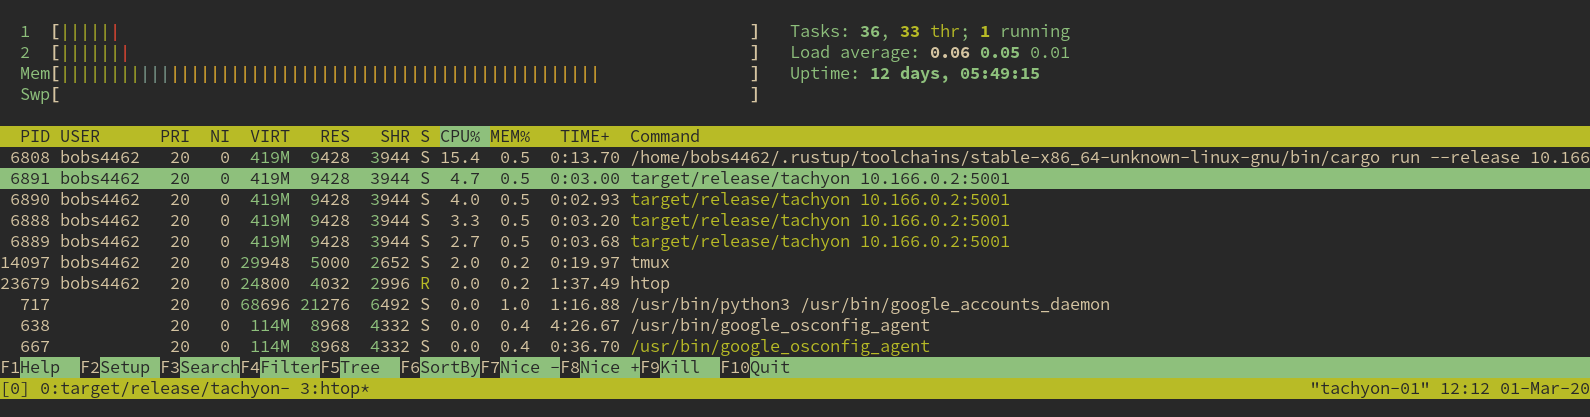 1 [||||||                                                                ] Tasks: 36, 33 thr; 1 running
2 [|||||||                                                               ] Load average: 0.06 0.05 0.01
Mem[||||||||||||||||||||||||||||||||||||||||||||||||||||||                ] Uptime: 12 days, 05:49:15
Swp[                                                                     ]
PID USER PRI NI VIRT RES SHR S CPU% MEM% TIME+ Command
6808 bobs4462 20 0 419M 9428 3944 S 15.4 0.5 0:13.70 /home/bobs4462/.rustup/toolchains/stable-x86_64-unknown-linux-gnu/bin/cargo run --release 10.166
6891 bobs4462 20 0 419M 9428 3944 S 4.7 0.5 0:03.00 target/release/tachyon 10.166.0.2:5001
6890 bobs4462 20 0 419M 9428 3944 S 4.0 0.5 0:02.93 target/release/tachyon 10.166.0.2:5001
6888 bobs4462 20 0 419M 9428 3944 S 3.3 0.5 0:03.20 target/release/tachyon 10.166.0.2:5001
6889 bobs4462 20 0 419M 9428 3944 S 2.7 0.5 0:03.68 target/release/tachyon 10.166.0.2:5001
14097 bobs4462 20 0 29948 5000 2652 S 2.0 0.2 0:19.97 tmux
23679 bobs4462 20 0 24800 4032 2996 R 0.0 0.2 1:37.49 htop
717 20 0 68696 21276 6492 S 0.0 1.0 1:16.88 /usr/bin/python3 /usr/bin/google_accounts_daemon
638 20 0 114M 8968 4332 S 0.0 0.4 4:26.67 /usr/bin/google_osconfig_agent
667 20 0 114M 8968 4332 S 0.0 0.4 0:36.70 /usr/bin/google_osconfig_agent
F1Help F2Setup F3SearchF4FilterF5Tree F6SortByF7Nice -F8Nice +F9Kill F10Quit
[0] 0:target/release/tachyon- 3:htop* "tachyon-01" 12:12 01-Mar-20